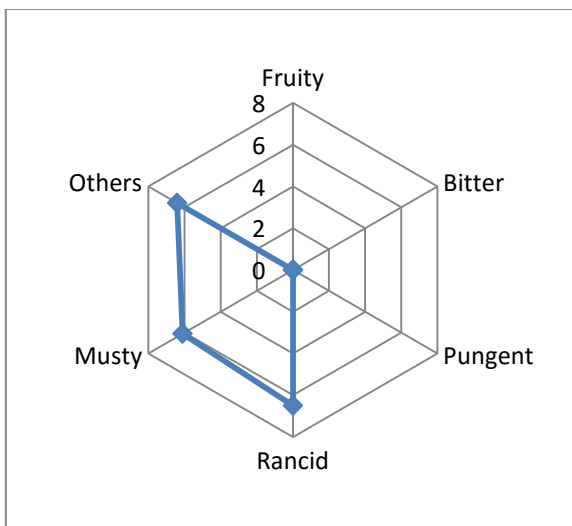 Fruity
8
6
4
2
0
Others
Bitter
Musty
Pungent
Rancid